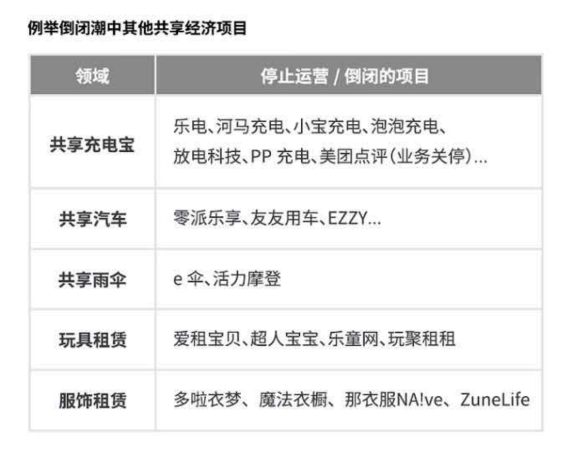 例举倒闭潮中其他共享经济项目
领域 停止运营 / 倒闭的项目
共享充电宝 乐电、河马充电、小宝充电、泡泡充电、
放电科技、PP 充电、美团点评(业务关停)...
共享汽车 零派乐享、友友用车、EZZY...
共享雨伞 e 伞、活力摩登
玩具租赁 爱租宝贝、超人宝宝、乐童网、玩聚租租
服饰租赁 多啦衣梦、魔法衣橱、那衣服NA!ve、ZuneLife